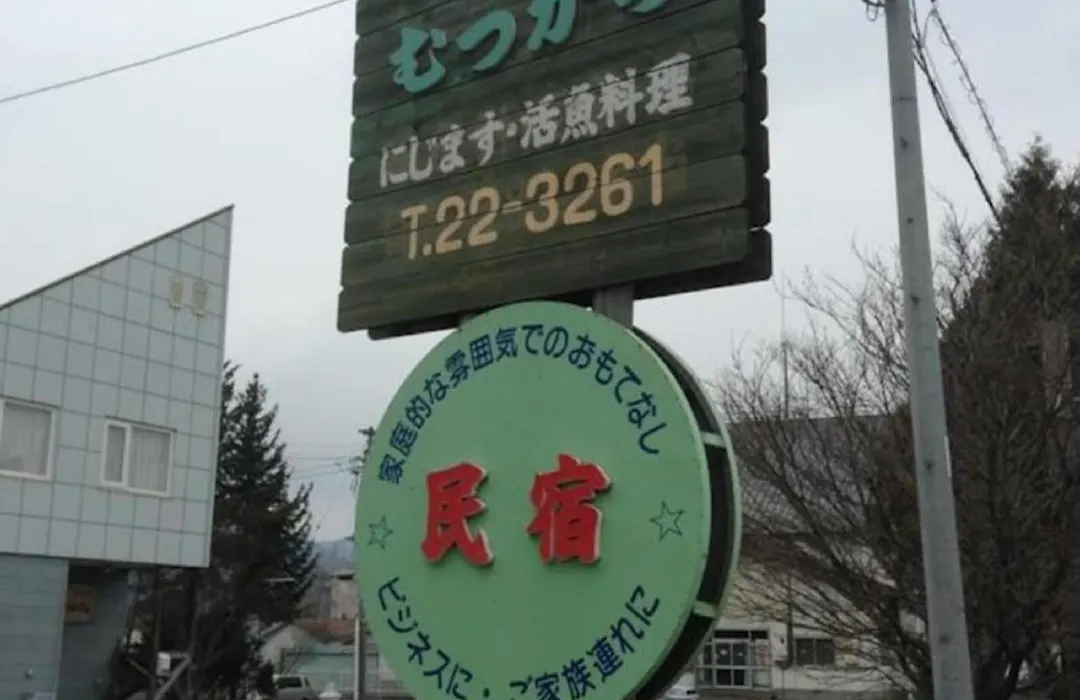 むつか
にじます・活魚料理
T.22-3261
家庭的な雰囲気でのおもてなし
民宿
ビジネスに・ご家族連れに